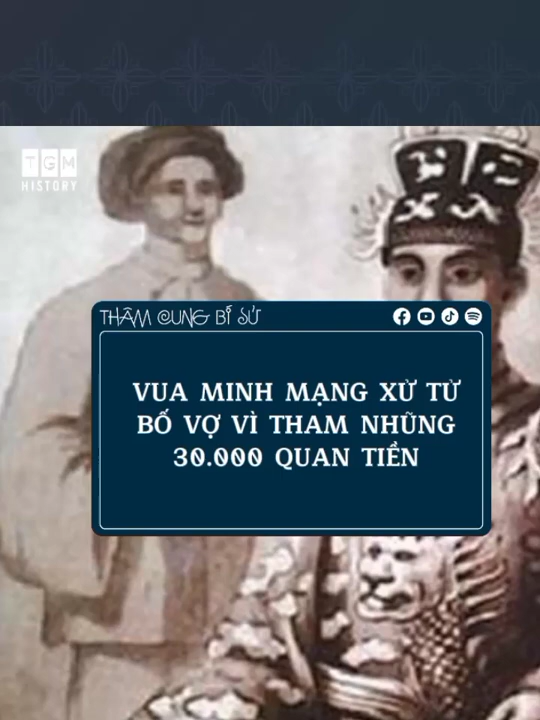 TGM
HISTORY
THÂM CUNG BÍ SỬ
VUA MINH MẠNG XỬ TỬ
BỐ VỢ VÌ THAM NHŨNG
30.000 QUAN TIỀN